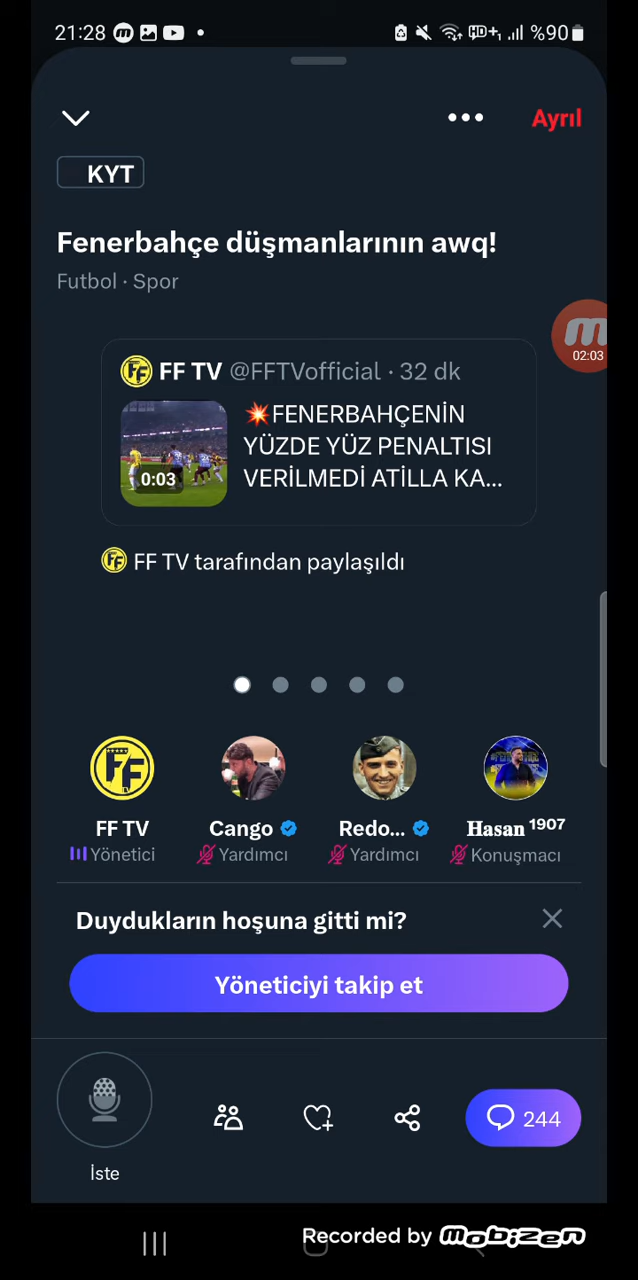 21:28
HD+
%90
Ayrıl
KYT
Fenerbahçe düşmanlarının awq!
Futbol · Spor
02:03
FF TV @FFTVofficial · 32 dk
💥FENERBAHÇENİN
YÜZDE YÜZ PENALTISI
VERİLMEDİ ATİLLA KA...
0:03
FF TV tarafından paylaşıldı
FF TV
Yönetici
Cango
Yardımcı
Redo...
Yardımcı
Hasan 1907
Konuşmacı
Duydukların hoşuna gitti mi?
Yöneticiyi takip et
244
İste
Recorded by mobizen